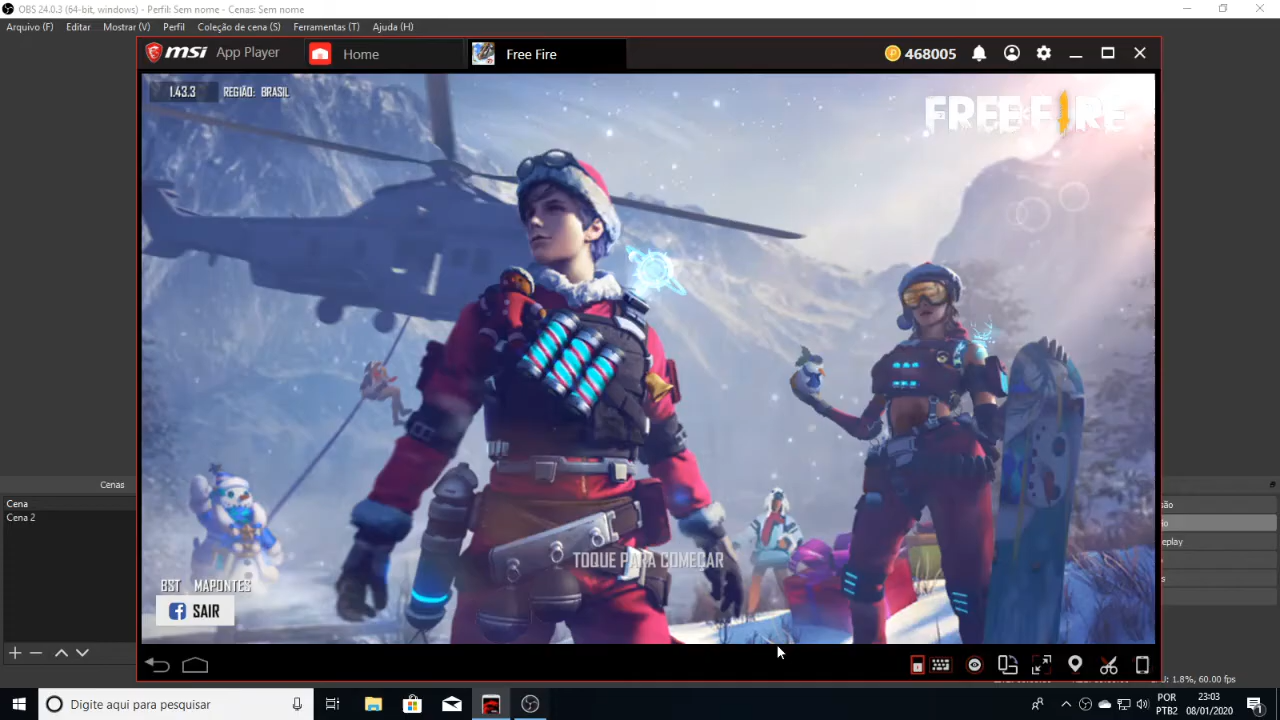 OBS 24.0.3 (64-bit, windows) - Perfil: Sem nome - Cenas: Sem nome
Arquivo (F) Editar Mostrar (V) Perfil Coleção de cena (S) Ferramentas (T) Ajuda (H)
msi App Player Home Free Fire 468005
1.43.3 REGIÃO: BRASIL
FREE FIRE
Cenas
Cena
Cena 2
TOQUE PARA COMEÇAR
BST MAPONTES
SAIR
são
io
eplay
s
: 1.8%, 60.00 fps
Digite aqui para pesquisar
POR
PTB2
23:03
08/01/2020
1